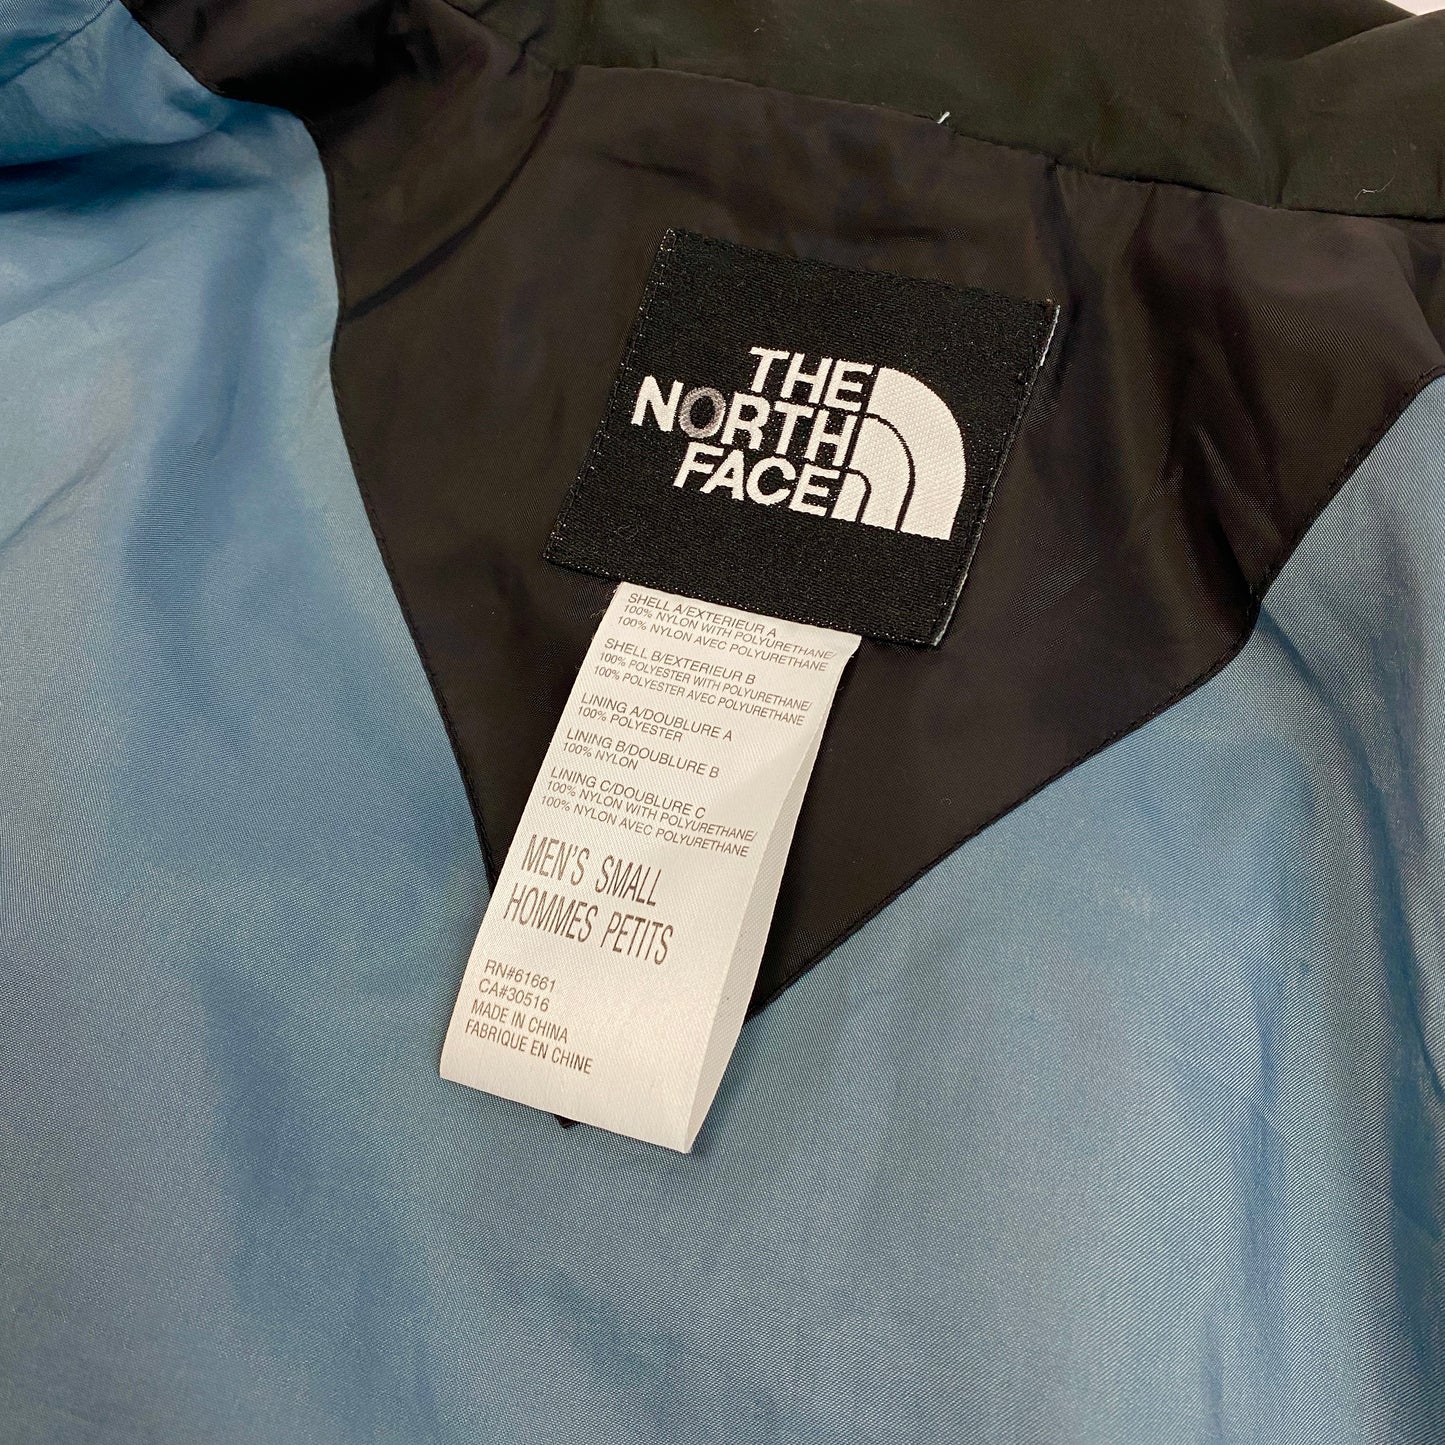 THE
NORTH
FACE
SHELL A/EXTERIEUR A
100% NYLON WITH POLYURETHANE/
100% NYLON AVEC POLYURETHANE
SHELL B/EXTERIEUR B
100% POLYESTER WITH POLYURETHANE/
100% POLYESTER AVEC POLYURETHANE
LINING A/DOUBLURE A
100% POLYESTER
LINING B/DOUBLURE B
100% NYLON
LINING C/DOUBLURE C
100% NYLON WITH POLYURETHANE/
100% NYLON AVEC POLYURETHANE
MEN'S SMALL
HOMMES PETITS
RN#61661
CA#30516
MADE IN CHINA
FABRIQUE EN CHINE